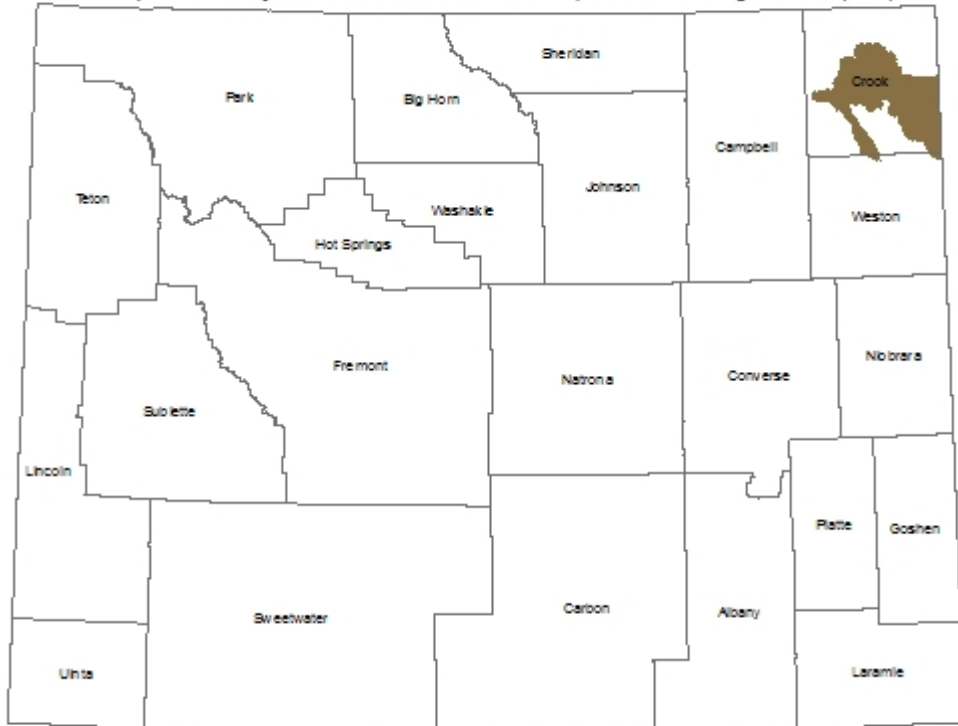 Sheridan
Park
Big Horn
Crook
Campbell
Johnson
Teton
Washakie
Weston
Hot Springs
Fremont
Natrona
Converse
Niobrara
Sublette
Lincoln
Platte
Goshen
Sweetwater
Carbon
Albany
Uinta
Laramie